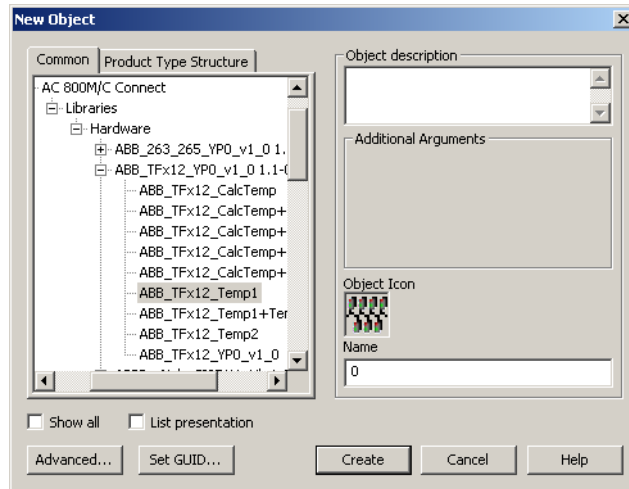 New Object
Common
Product Type Structure
AC 800M/C Connect
Libraries
Hardware
ABB_263_265_YP0_v1_0 1.
ABB_TFx12_YP0_v1_0 1.1-0
ABB_TFx12_CalcTemp
ABB_TFx12_CalcTemp+
ABB_TFx12_CalcTemp+
ABB_TFx12_CalcTemp+
ABB_TFx12_CalcTemp+
ABB_TFx12_Temp1
ABB_TFx12_Temp1+Ter
ABB_TFx12_Temp2
ABB_TFx12_YP0_v1_0
Show all
List presentation
Advanced...
Set GUID...
Object description
Additional Arguments
Object Icon
Name
0
Create
Cancel
Help